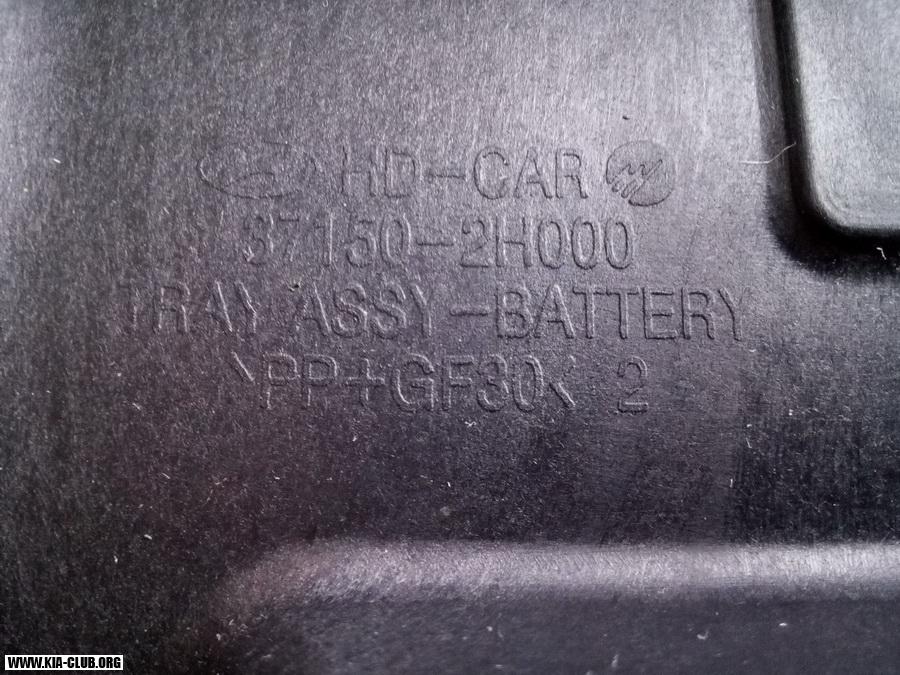 HD-CAR
37150-2H000
TRAY ASSY-BATTERY
>PP+GF30< 2
WWW.KIA-CLUB.ORG